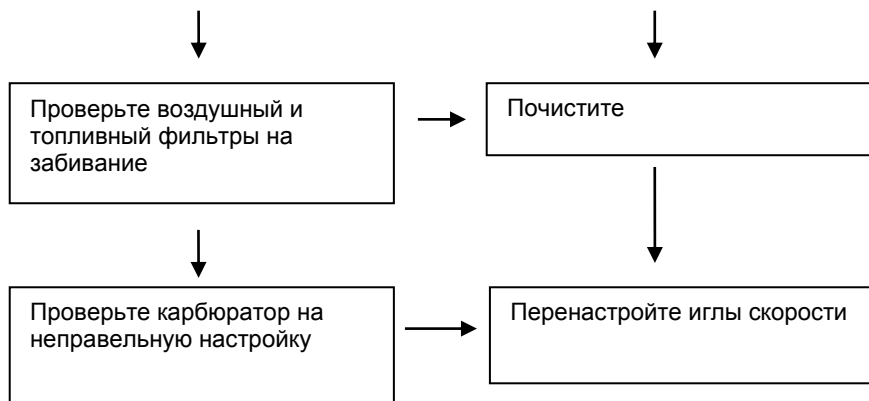 Проверьте воздушный и
топливный фильтры на
забивание
Почистите
Проверьте карбюратор на
неправельную настройку
Перенастройте иглы скорости